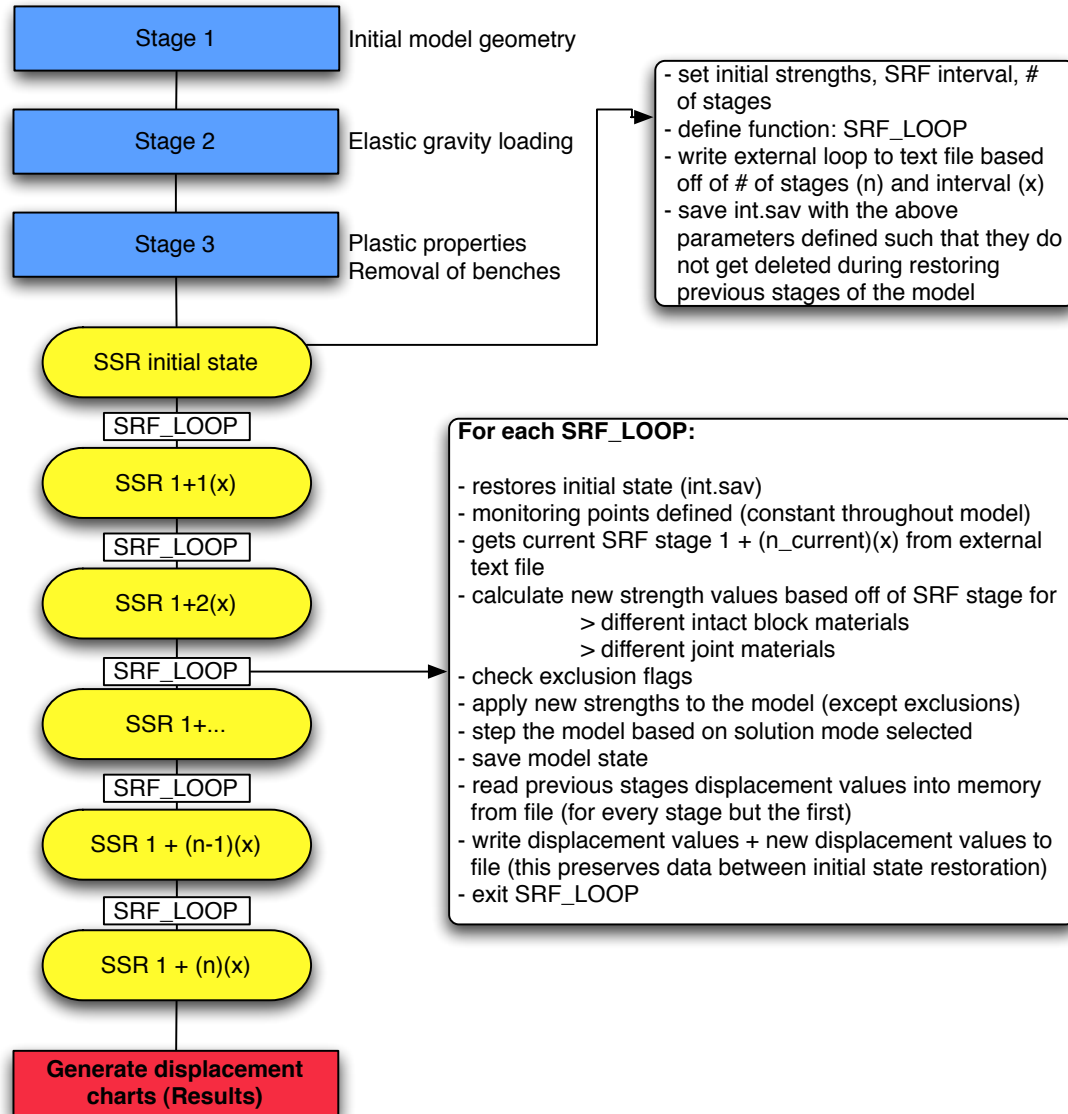 Stage 1
Initial model geometry
Stage 2
Elastic gravity loading
Stage 3
Plastic properties
Removal of benches
- set initial strengths, SRF interval, #
of stages
- define function: SRF_LOOP
- write external loop to text file based
off of # of stages (n) and interval (x)
- save int.sav with the above
parameters defined such that they do
not get deleted during restoring
previous stages of the model
SSR initial state
SRF_LOOP
SSR 1+1(x)
SRF_LOOP
SSR 1+2(x)
SRF_LOOP
SSR 1+...
SRF_LOOP
SSR 1 + (n-1)(x)
SRF_LOOP
SSR 1 + (n)(x)
For each SRF_LOOP:
- restores initial state (int.sav)
- monitoring points defined (constant throughout model)
- gets current SRF stage 1 + (n_current)(x) from external
text file
- calculate new strength values based off of SRF stage for
> different intact block materials
> different joint materials
- check exclusion flags
- apply new strengths to the model (except exclusions)
- step the model based on solution mode selected
- save model state
- read previous stages displacement values into memory
from file (for every stage but the first)
- write displacement values + new displacement values to
file (this preserves data between initial state restoration)
- exit SRF_LOOP
Generate displacement
charts (Results)